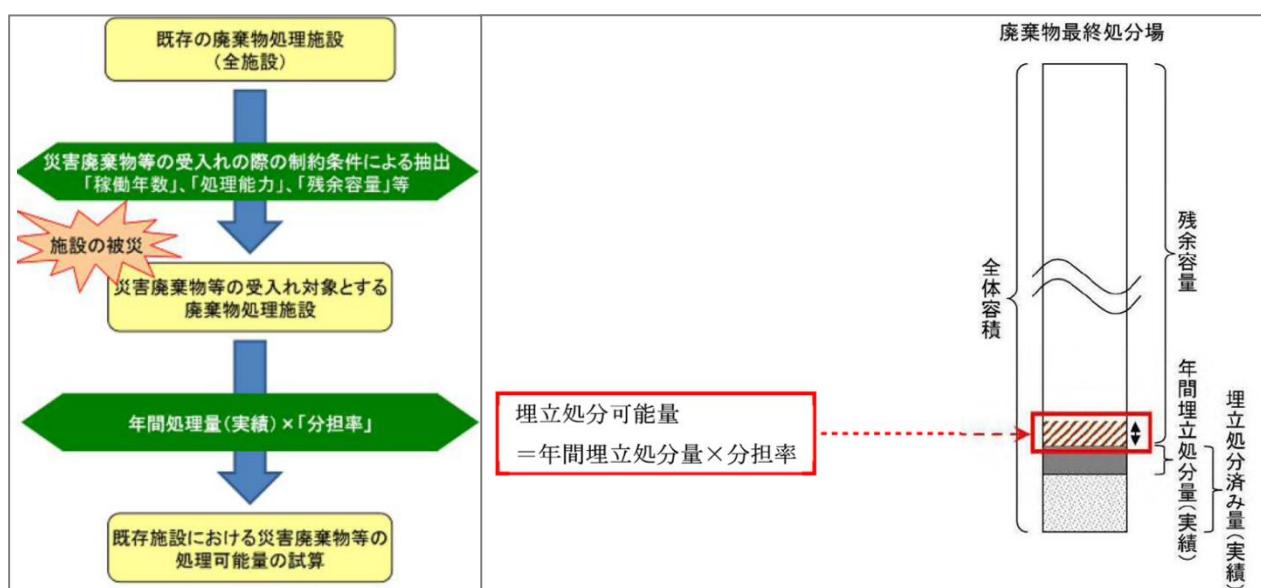 既存の廃棄物処理施設
（全施設）
災害廃棄物等の受入れの際の制約条件による抽出
「稼働年数」、「処理能力」、「残余容量」等
施設の被災
災害廃棄物等の受入れ対象とする
廃棄物処理施設
年間処理量（実績）×「分担率」
既存施設における災害廃棄物等の
処理可能量の試算
埋立処分可能量
＝年間埋立処分量×分担率
廃棄物最終処分場
全体容積
残余容量
年間埋立処分量（実績）
埋立処分済み量（実績）